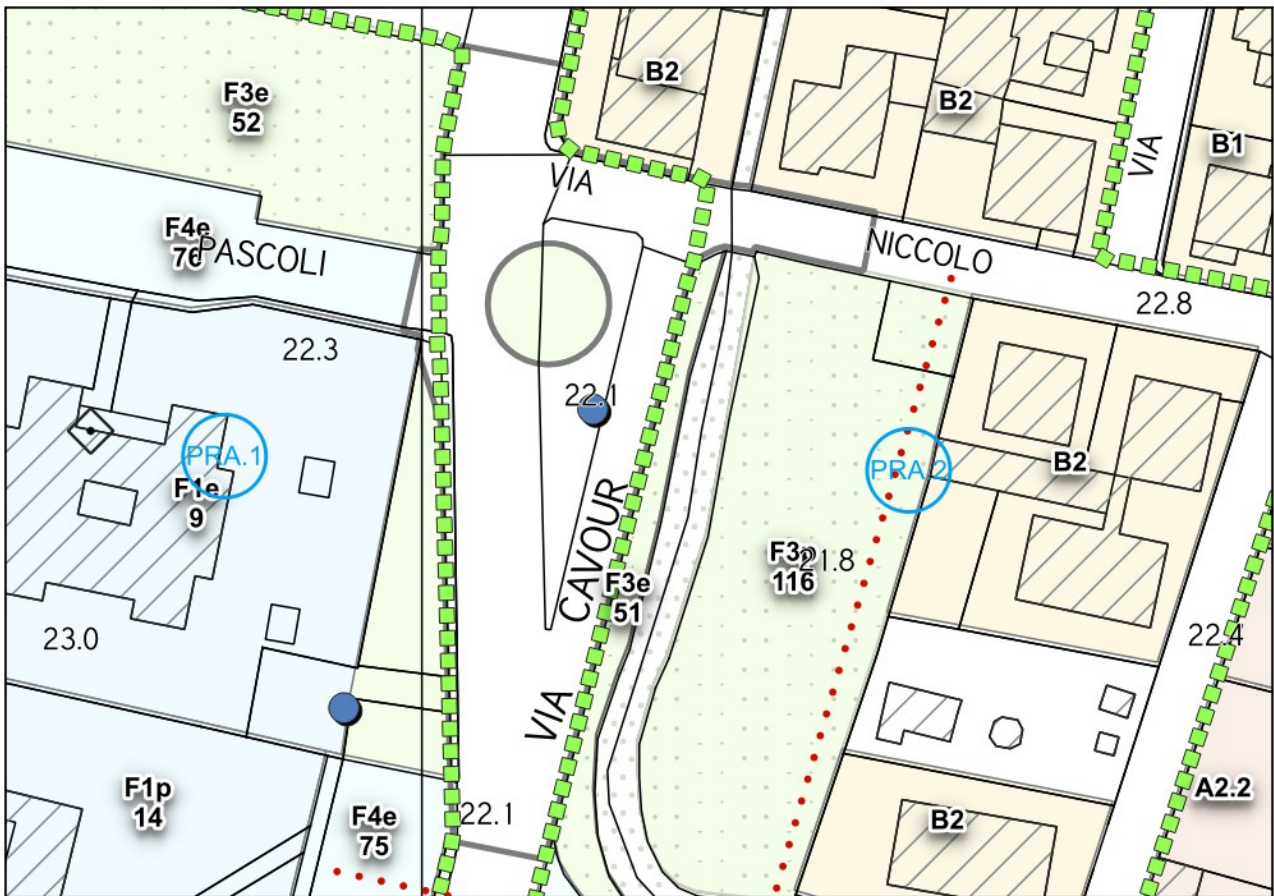 B2
F3e
52
B2
B1
VIA
VIA
F4e
76
PASCOLI
NICCOLO
22.8
22.3
22.1
PRA.1
PRA.2
B2
F1e
9
CAVOUR
F3p
116
21.8
F3e
51
23.0
22.4
VIA
F1p
14
F4e
75
22.1
B2
A2.2